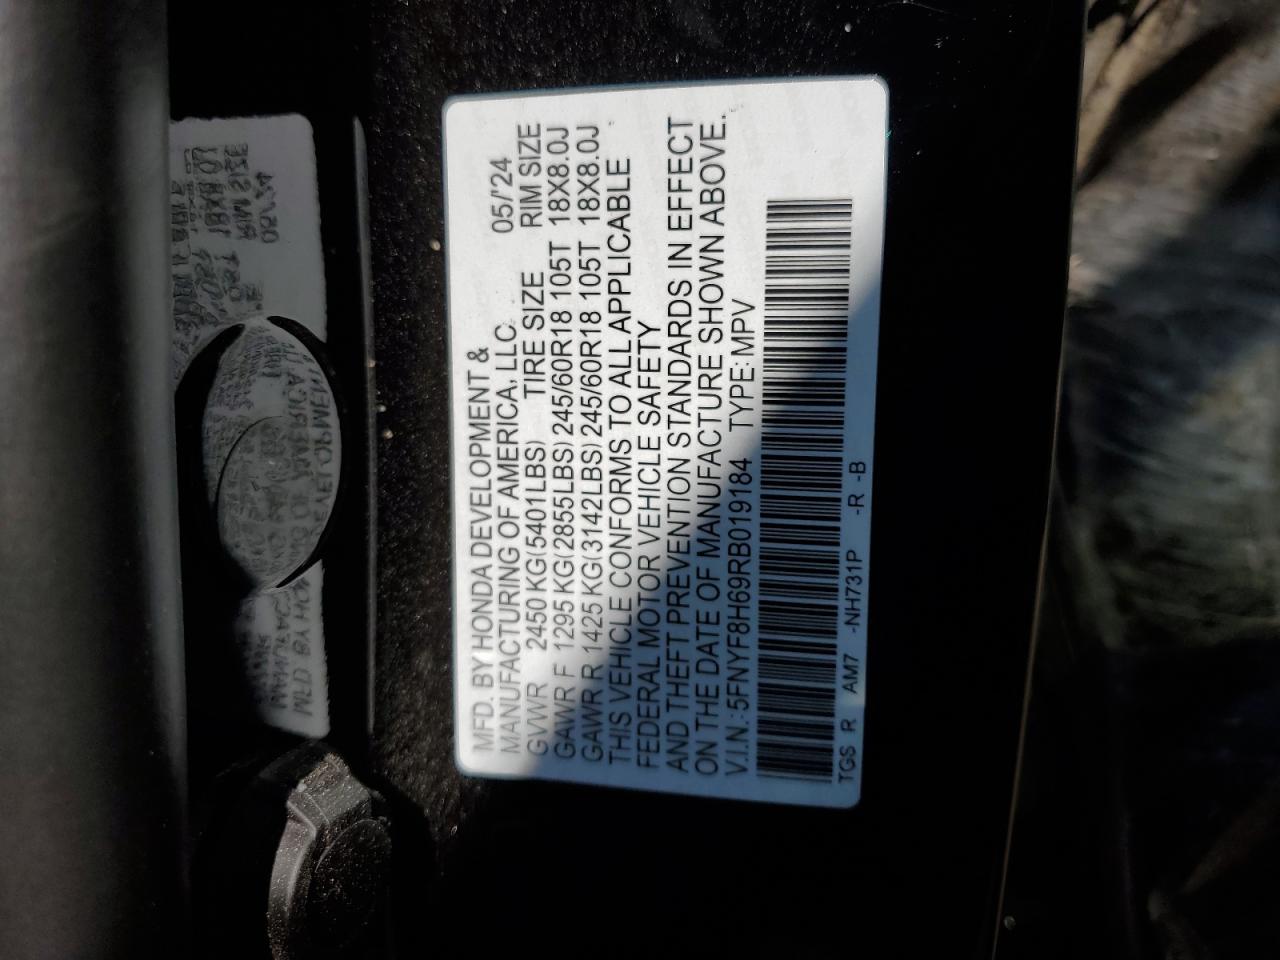 MFD. BY HONDA DEVELOPMENT &
MANUFACTURING OF AMERICA, LLC 05/'24
GVWR 2450 KG(5401LBS) TIRE SIZE RIM SIZE
GAWR F 1295 KG(2855LBS) 245/60R18 105T 18X8.0J
GAWR R 1425 KG(3142LBS) 245/60R18 105T 18X8.0J
THIS VEHICLE CONFORMS TO ALL APPLICABLE
FEDERAL MOTOR VEHICLE SAFETY
AND THEFT PREVENTION STANDARDS IN EFFECT
ON THE DATE OF MANUFACTURE SHOWN ABOVE.
V.I.N.: 5FNYF8H69RB019184 TYPE: MPV
TGS R AM7 -NH731P -R -B